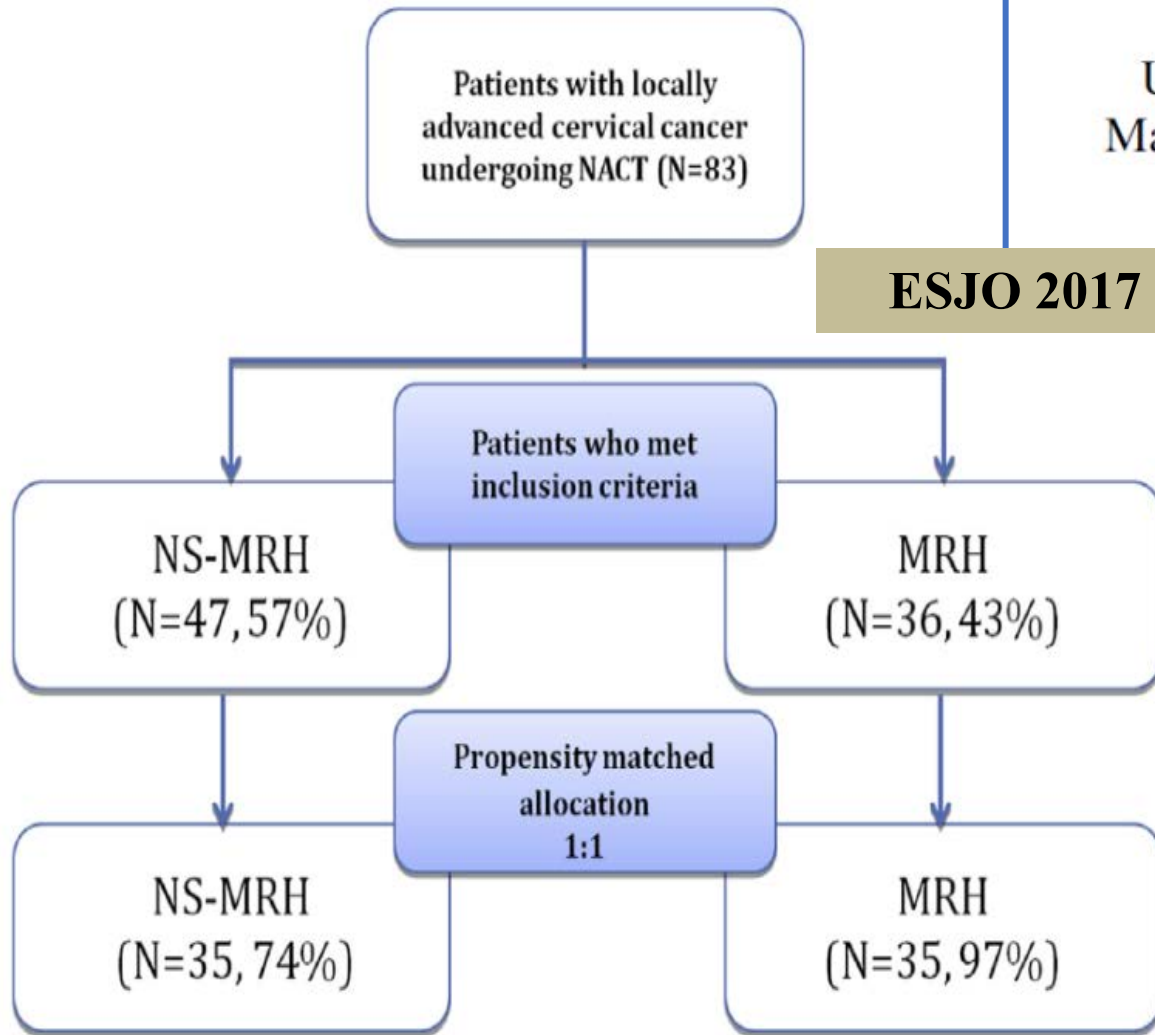 Patients with locally
advanced cervical cancer
undergoing NACT (N=83)
ESJO 2017
Patients who met
inclusion criteria
NS-MRH
(N=47,57%)
MRH
(N=36,43%)
Propensity matched
allocation
1:1
NS-MRH
(N=35,74%)
MRH
(N=35,97%)